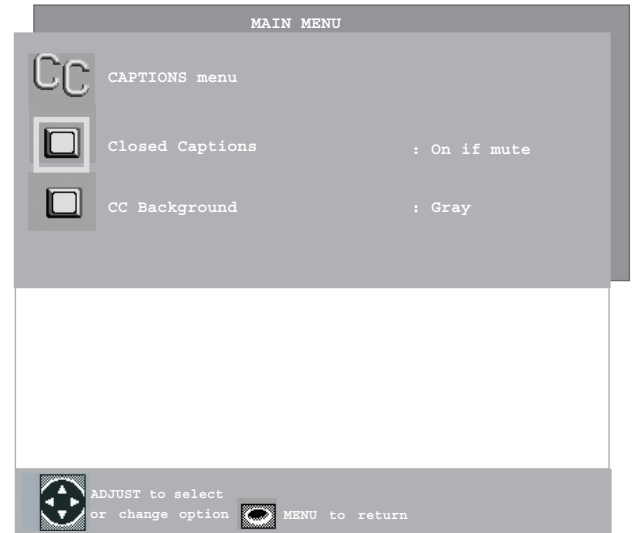 MAIN MENU
CC
CAPTIONS menu
Closed Captions : On if mute
CC Background : Gray
ADJUST to select
or change option MENU to return